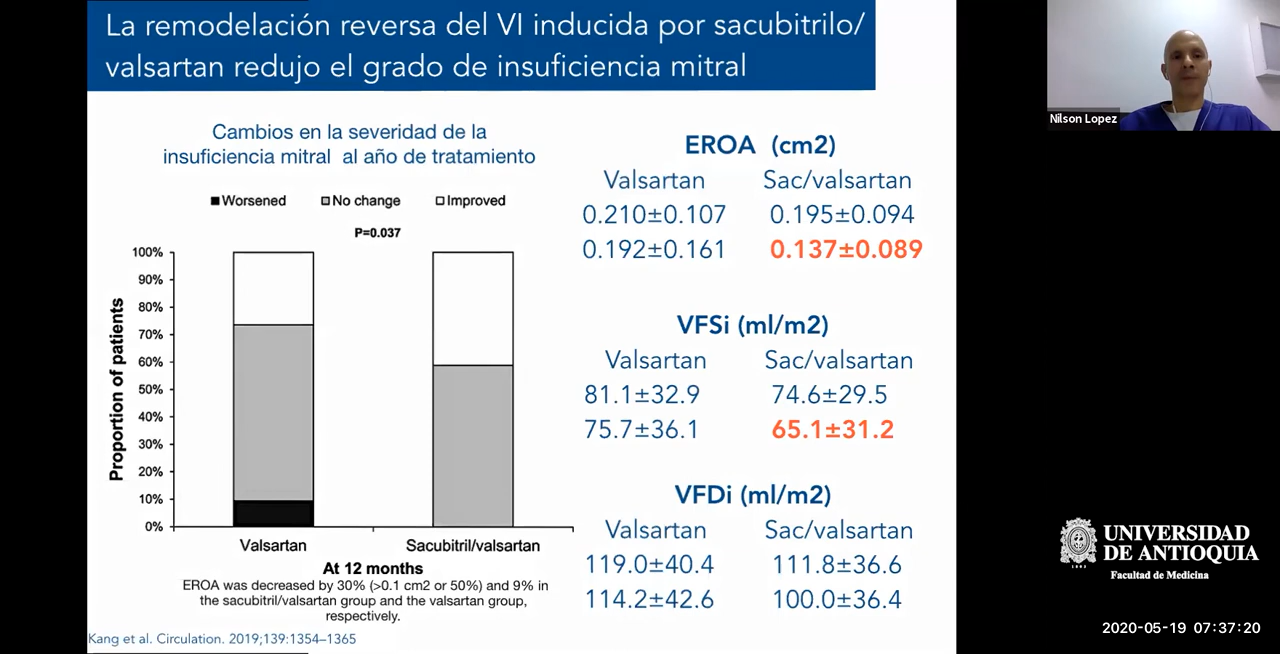 La remodelación reversa del VI inducida por sacubitrilo/
valsartan redujo el grado de insuficiencia mitral
Nilson Lopez
Cambios en la severidad de la
insuficiencia mitral al año de tratamiento
Worsened No change Improved
P=0.037
100%
90%
80%
70%
60%
50%
40%
30%
20%
10%
0%
Proportion of patients
Valsartan Sacubitril/valsartan
At 12 months
EROA was decreased by 30% (>0.1 cm2 or 50%) and 9% in
the sacubitril/valsartan group and the valsartan group,
respectively.
Kang et al. Circulation. 2019;139:1354–1365
EROA (cm2)
Valsartan Sac/valsartan
0.210±0.107 0.195±0.094
0.192±0.161 0.137±0.089
VFSi (ml/m2)
Valsartan Sac/valsartan
81.1±32.9 74.6±29.5
75.7±36.1 65.1±31.2
VFDi (ml/m2)
Valsartan Sac/valsartan
119.0±40.4 111.8±36.6
114.2±42.6 100.0±36.4
UNIVERSIDAD
DE ANTIOQUIA
1803
Facultad de Medicina
2020-05-19 07:37:20